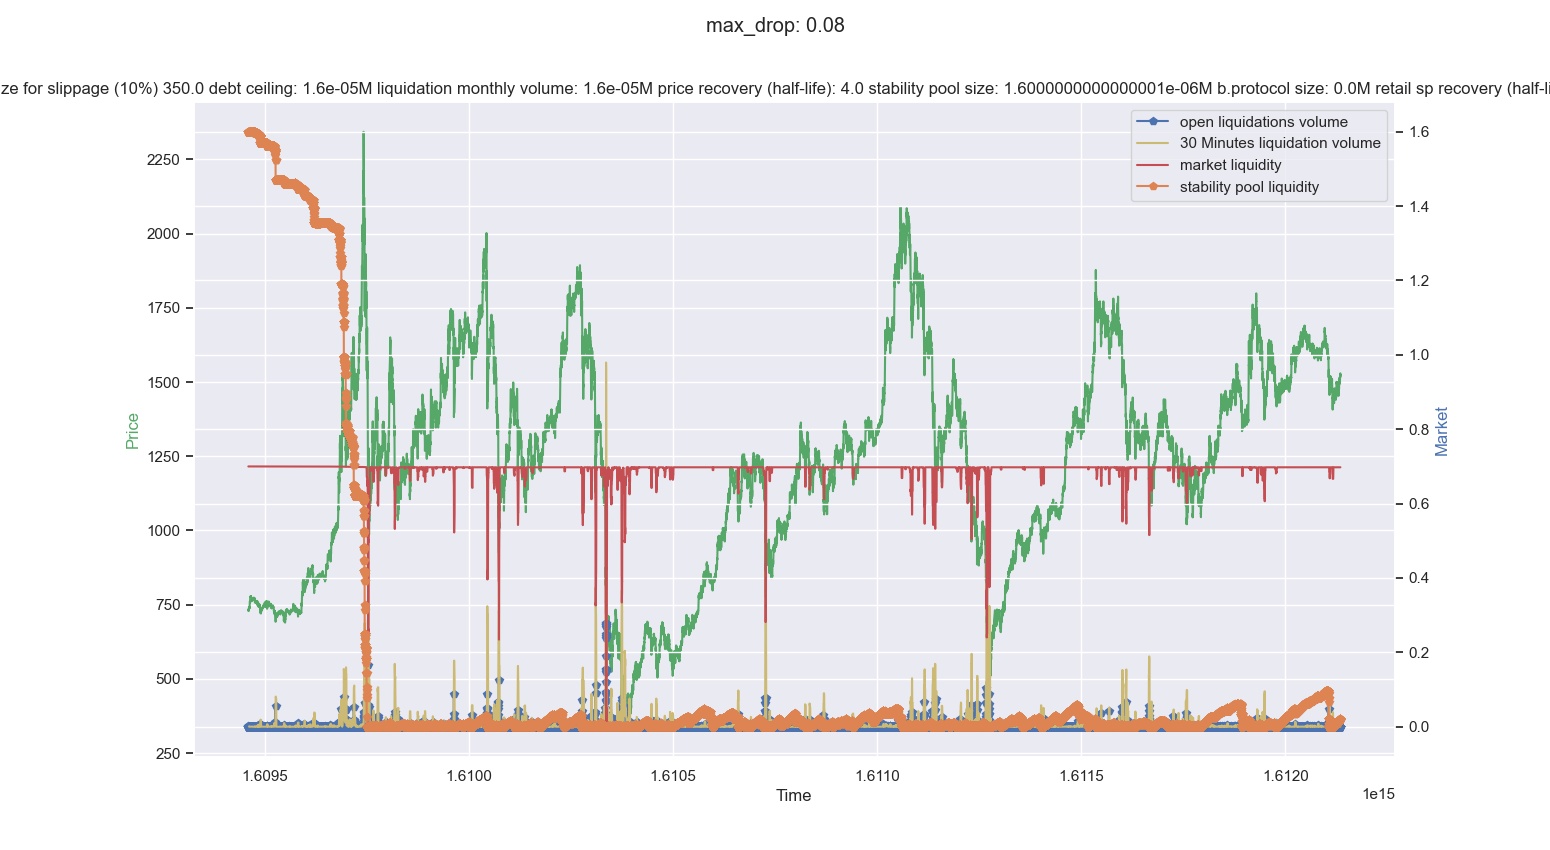 max_drop: 0.08
ze for slippage (10%) 350.0 debt ceiling: 1.6e-05M liquidation monthly volume: 1.6e-05M price recovery (half-life): 4.0 stability pool size: 1.6000000000000001e-06M b.protocol size: 0.0M retail sp recovery (half-li
open liquidations volume
30 Minutes liquidation volume
market liquidity
stability pool liquidity
2250
2000
1750
1500
1250
1000
750
500
250
Price
1.6
1.4
1.2
1.0
0.8
0.6
0.4
0.2
0.0
Market
1.6095 1.6100 1.6105 1.6110 1.6115 1.6120
1e15
Time